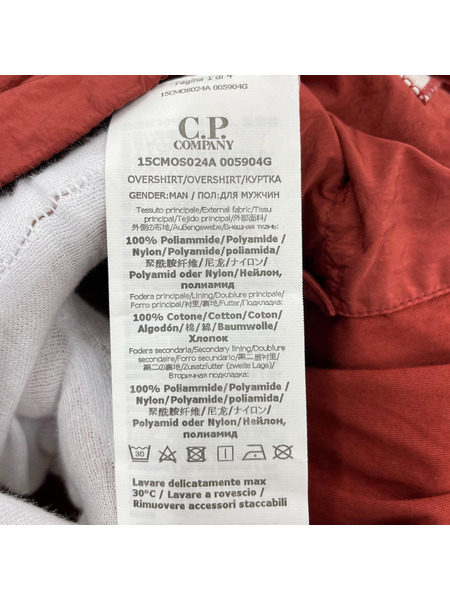 Pagina 1 of 4
15CMOS024A 005904G
C.P.
COMPANY
15CMOS024A 005904G
OVERSHIRT/OVERSHIRT/КУРТКА
GENDER:MAN / ПОЛ:ДЛЯ МУЖЧИН
Tessuto principale/External fabric/Tissu
principal/Tejido principal/外部面料/
外側の布地/Außengewebe/Внешняя ткань:
100% Poliammide/Polyamide /
Nylon/Polyamide/poliamida/
聚酰胺纤维/尼龙/ナイロン/
Polyamid oder Nylon/Нейлон,
полиамид
Fodera principale/Lining/Doublure principale/
Forro principal/衬里/裏地/Futter/Подкладка:
100% Cotone/Cotton/Coton/
Algodón/棉/綿/Baumwolle/
Хлопок
Fodera secondaria/Secondary lining/Doublure
secondaire/Forro secundario/第二层衬里/
第二の裏地/Zusatzlutter (zweite Lage)/
Вторичная подкладка:
100% Poliammide/Polyamide /
Nylon/Polyamide/poliamida/
聚酰胺纤维/尼龙/ナイロン/
Polyamid oder Nylon/Нейлон,
полиамид
30
Lavare delicatamente max
30°C / Lavare a rovescio /
Rimuovere accessori staccabili